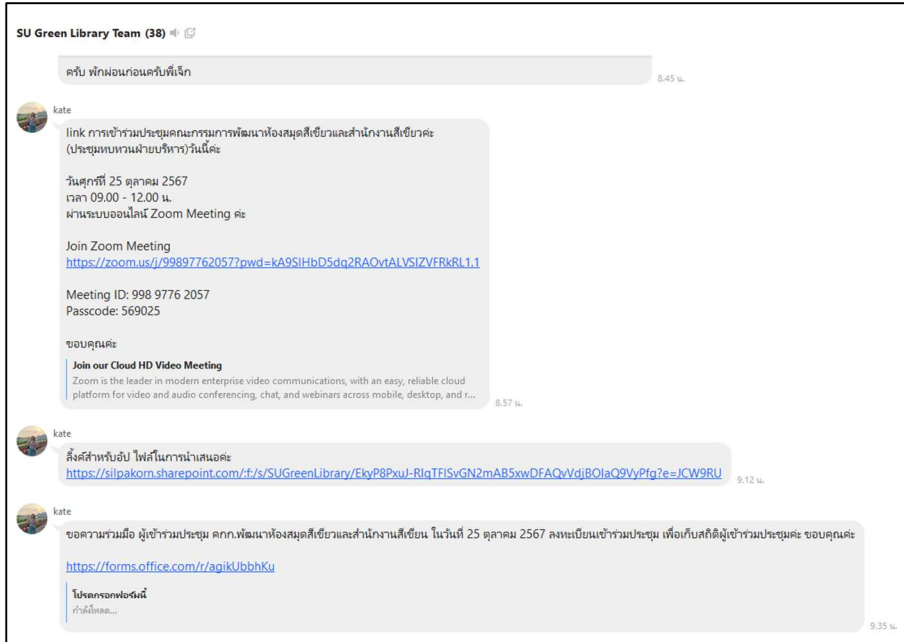 SU Green Library Team (38)
ครับ พักผ่อนก่อนครับพี่เจ็ก
8.45 น.
kate
link การเข้าร่วมประชุมคณะกรรมการพัฒนาห้องสมุดสีเขียวและสำนักงานสีเขียวค่ะ
(ประชุมทบทวนฝ่ายบริหาร)วันนี้ค่ะ
วันศุกร์ที่ 25 ตุลาคม 2567
เวลา 09.00 - 12.00 น.
ผ่านระบบออนไลน์ Zoom Meeting ค่ะ
Join Zoom Meeting
https://zoom.us/j/99897762057?pwd=kA9SlHbD5dq2RAOvtALVSIZVFRkRL1.1
Meeting ID: 998 9776 2057
Passcode: 569025
ขอบคุณค่ะ
Join our Cloud HD Video Meeting
Zoom is the leader in modern enterprise video communications, with an easy, reliable cloud
platform for video and audio conferencing, chat, and webinars across mobile, desktop, and r...
8.57 น.
kate
ลิ้งค์สำหรับอัป ไฟล์ในการนำเสนอค่ะ
https://silpakorn.sharepoint.com/:f:/s/SUGreenLibrary/EkyP8PxuJ-RIqTFlSvGN2mAB5xwDFAQvVdjBOIaQ9VyPfg?e=JCW9RU
9.12 น.
kate
ขอความร่วมมือ ผู้เข้าร่วมประชุม คกก.พัฒนาห้องสมุดสีเขียวและสำนักงานสีเขียน ในวันที่ 25 ตุลาคม 2567 ลงทะเบียนเข้าร่วมประชุม เพื่อเก็บสถิติผู้เข้าร่วมประชุมค่ะ ขอบคุณค่ะ
https://forms.office.com/r/agikUbbhKu
โปรดกรอกฟอร์มนี้
กำลังโหลด...
9.35 น.